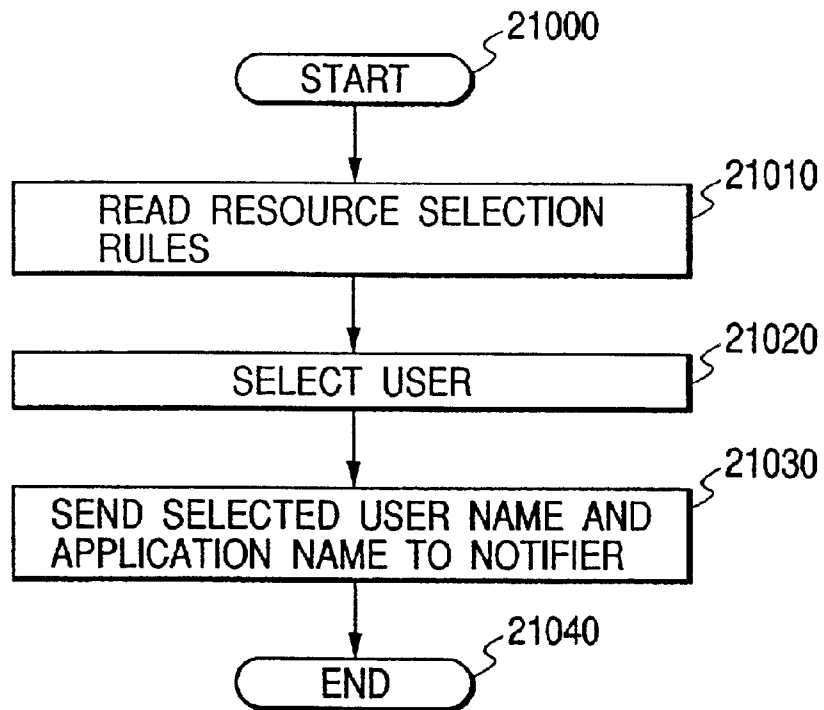 21000
START
21010
READ RESOURCE SELECTION
RULES
21020
SELECT USER
21030
SEND SELECTED USER NAME AND
APPLICATION NAME TO NOTIFIER
21040
END